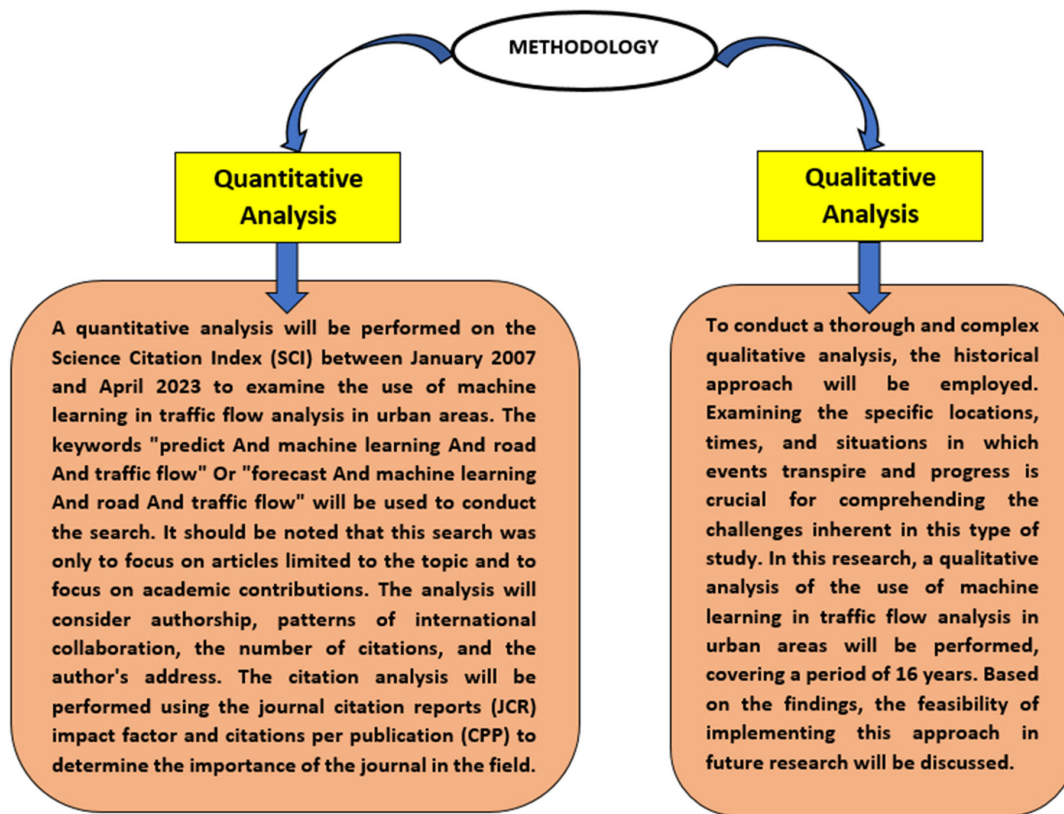 METHODOLOGY
Quantitative
Analysis
A quantitative analysis will be performed on the
Science Citation Index (SCI) between January 2007
and April 2023 to examine the use of machine
learning in traffic flow analysis in urban areas. The
keywords "predict And machine learning And road
And traffic flow" Or "forecast And machine learning
And road And traffic flow" will be used to conduct
the search. It should be noted that this search was
only to focus on articles limited to the topic and to
focus on academic contributions. The analysis will
consider authorship, patterns of international
collaboration, the number of citations, and the
author's address. The citation analysis will be
performed using the journal citation reports (JCR)
impact factor and citations per publication (CPP) to
determine the importance of the journal in the field.
Qualitative
Analysis
To conduct a thorough and complex
qualitative analysis, the historical
approach will be employed.
Examining the specific locations,
times, and situations in which
events transpire and progress is
crucial for comprehending the
challenges inherent in this type of
study. In this research, a qualitative
analysis of the use of machine
learning in traffic flow analysis in
urban areas will be performed,
covering a period of 16 years. Based
on the findings, the feasibility of
implementing this approach in
future research will be discussed.